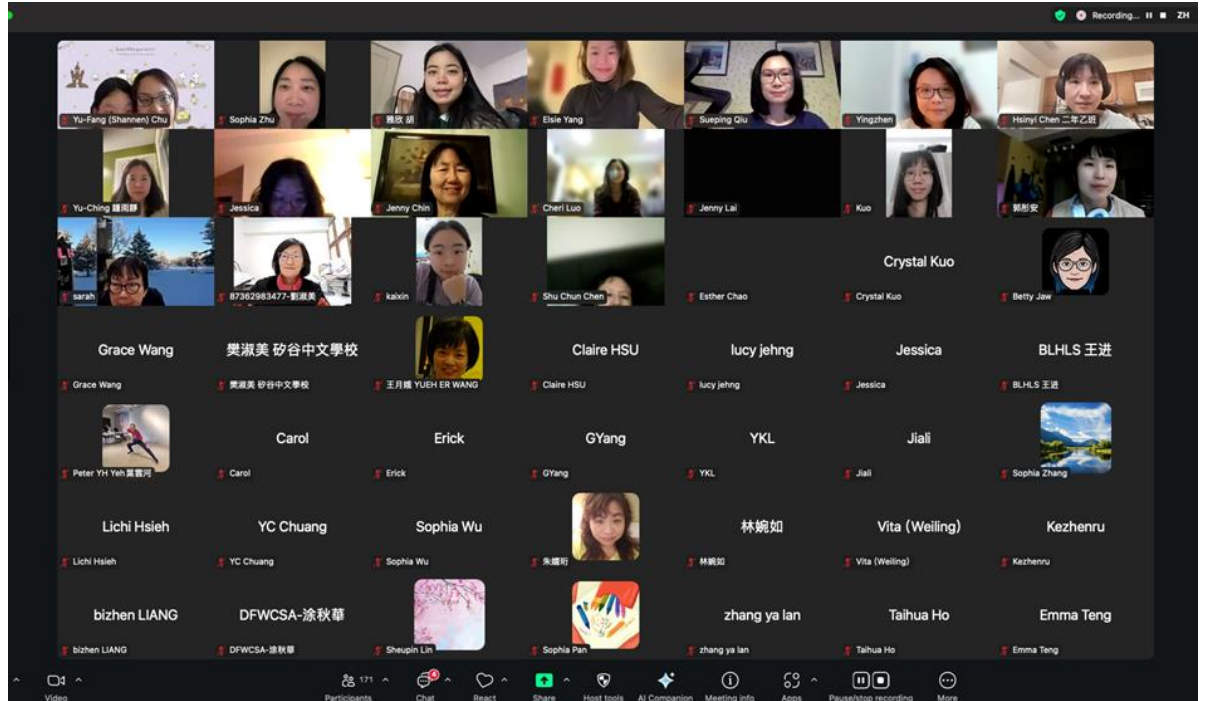 Recording... ZH
Yu-Fang (Shannen) Chu
Sophia Zhu
雅欣 胡
Elsie Yang
Sueping Qiu
Yingzhen
Hsinyi Chen 二年乙班
Yu-Ching 鍾雨靜
Jessica
Jenny Chin
Cheri Luo
Jenny Lai
Kuo
郭彤安
sarah
87362983477-劉淑美
kaixin
Shu Chun Chen
Esther Chao
Crystal Kuo
Crystal Kuo
Betty Jaw
Grace Wang
Grace Wang
樊淑美 矽谷中文學校
樊淑美 矽谷中文學校
王月娥 YUEH ER WANG
Claire HSU
Claire HSU
lucy jehng
lucy jehng
Jessica
Jessica
BLHLS 王进
BLHLS 王进
Peter YH Yeh 葉雲河
Carol
Carol
Erick
Erick
GYang
GYang
YKL
YKL
Jiali
Jiali
Sophia Zhang
Lichi Hsieh
Lichi Hsieh
YC Chuang
YC Chuang
Sophia Wu
Sophia Wu
林婉如
林婉如
Vita (Weiling)
Vita (Weiling)
Kezhenru
Kezhenru
bizhen LIANG
bizhen LIANG
DFWCSA-涂秋華
DFWCSA-涂秋華
Sheupin Lin
Sophia Pan
zhang ya lan
zhang ya lan
Taihua Ho
Taihua Ho
Emma Teng
Emma Teng
171
4
Video
Participants
Chat
React
Share
Host tools
AI Companion
Meeting info
Apps
Pause/stop recording
More